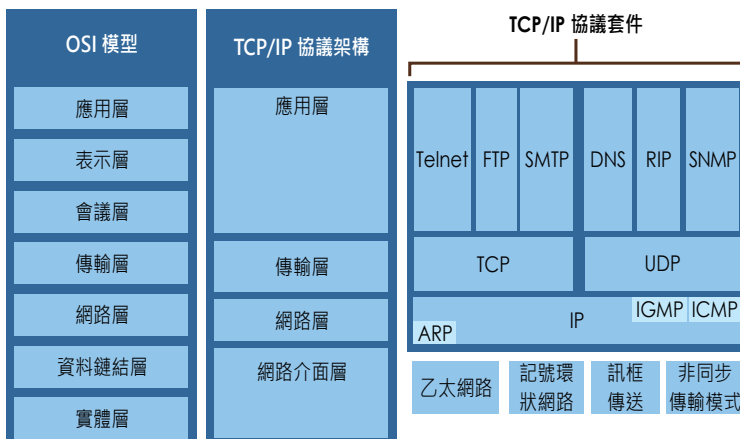 OSI 模型
應用層
表示層
會議層
傳輸層
網路層
資料鏈結層
實體層
TCP/IP 協議架構
應用層
傳輸層
網路層
網路介面層
TCP/IP 協議套件
Telnet
FTP
SMTP
DNS
RIP
SNMP
TCP
UDP
IP
ARP
IGMP
ICMP
乙太網路
記號環
狀網路
訊框
傳送
非同步
傳輸模式